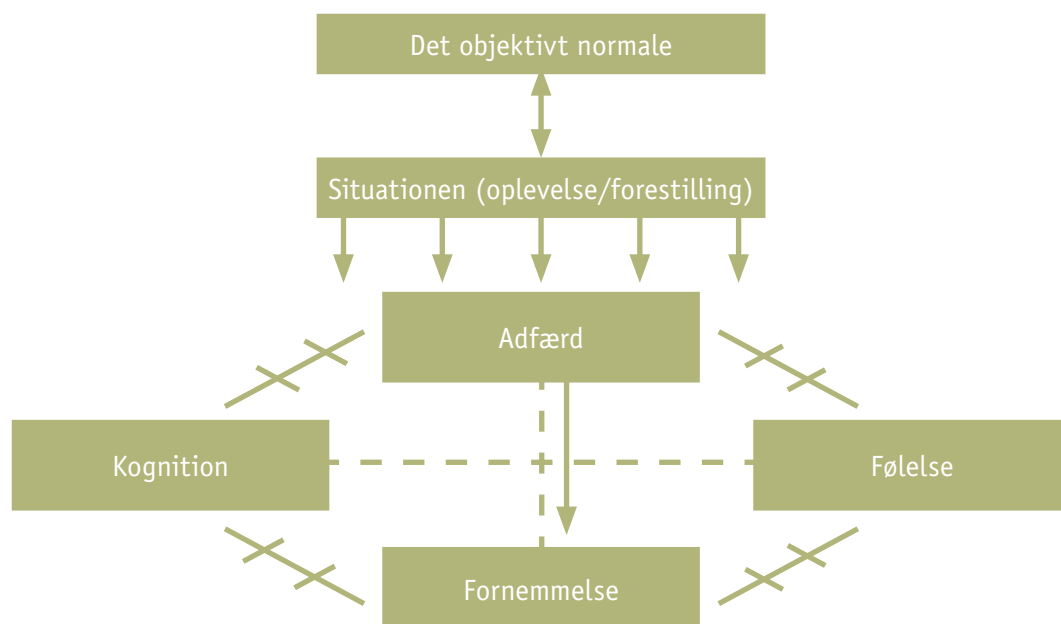 Det objektivt normale
Situationen (oplevelse/forestilling)
Adfærd
Kognition
Følelse
Fornemmelse